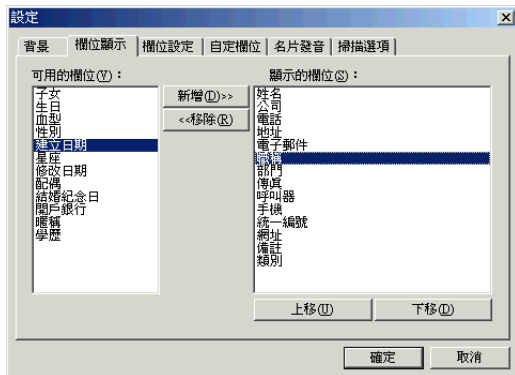 設定
背景 欄位顯示 欄位設定 自定欄位 名片發音 掃描選項
可用的欄位(V)：
子女
生日
血型
性別
建立日期
星座
修改日期
配偶
結婚紀念日
開戶銀行
暱稱
學歷
新增(D)>>
<<移除(R)
顯示的欄位(S)：
姓名
公司
電話
地址
電子郵件
職稱
部門
傳真
呼叫器
手機
統一編號
網址
備註
類別
上移(U) 下移(D)
確定 取消